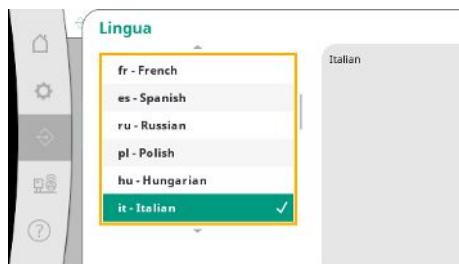 Lingua
fr - French
es - Spanish
ru - Russian
pl - Polish
hu - Hungarian
it - Italian
Italian